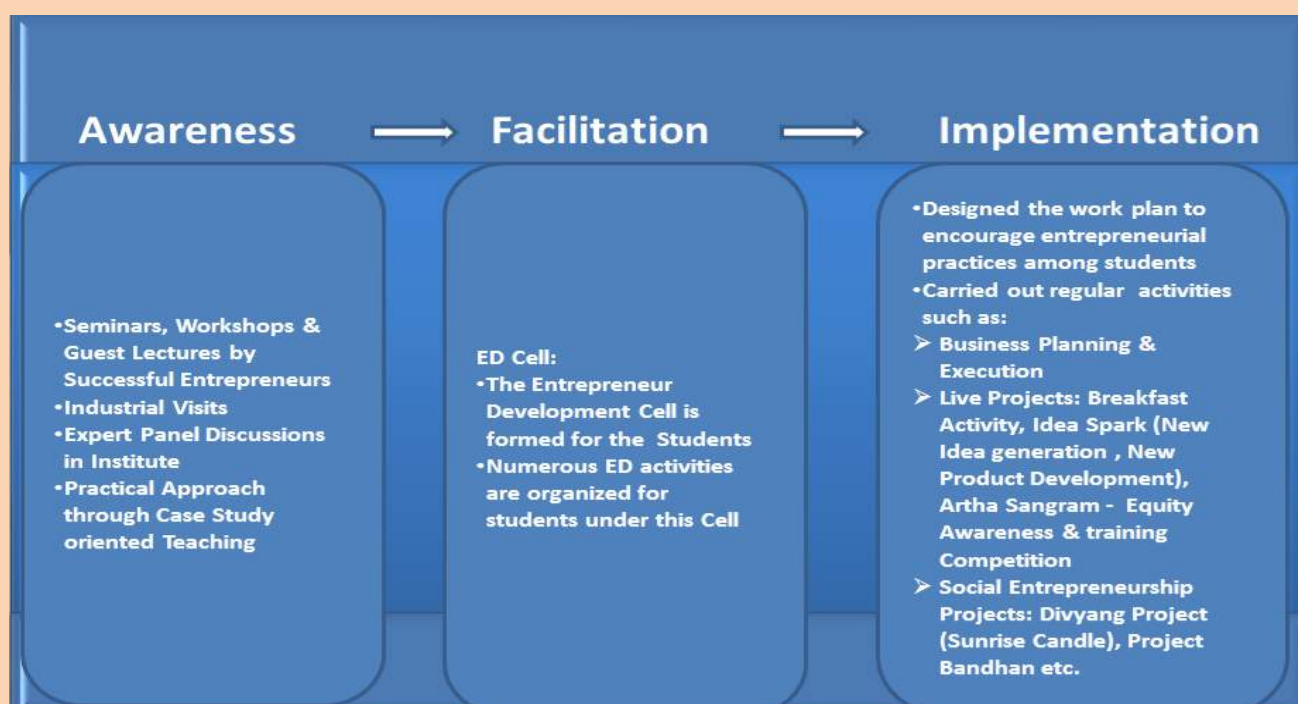 Awareness
Facilitation
Implementation
•Seminars, Workshops &
Guest Lectures by
Successful Entrepreneurs
•Industrial Visits
•Expert Panel Discussions
in Institute
•Practical Approach
through Case Study
oriented Teaching
ED Cell:
•The Entrepreneur
Development Cell is
formed for the Students
•Numerous ED activities
are organized for
students under this Cell
•Designed the work plan to
encourage entrepreneurial
practices among students
•Carried out regular activities
such as:
➢ Business Planning &
Execution
➢ Live Projects: Breakfast
Activity, Idea Spark (New
Idea generation , New
Product Development),
Artha Sangram - Equity
Awareness & training
Competition
➢ Social Entrepreneurship
Projects: Divyang Project
(Sunrise Candle), Project
Bandhan etc.